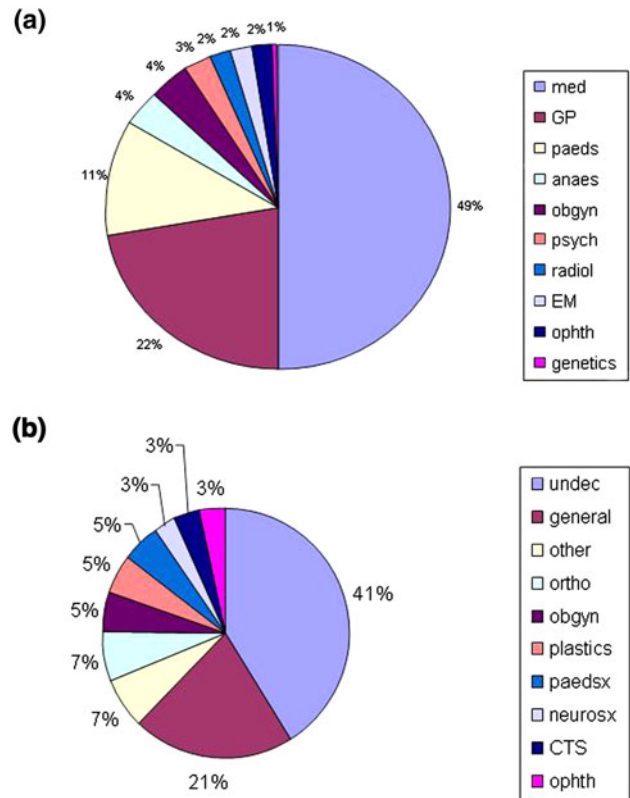 (a)
4%
4%
3%
2%
2%
2%
1%
11%
49%
22%
med
GP
paeds
anaes
obgyn
psych
radiol
EM
ophth
genetics
(b)
3%
3%
3%
5%
5%
5%
7%
7%
41%
21%
undec
general
other
ortho
obgyn
plastics
paedsx
neurosx
CTS
ophth